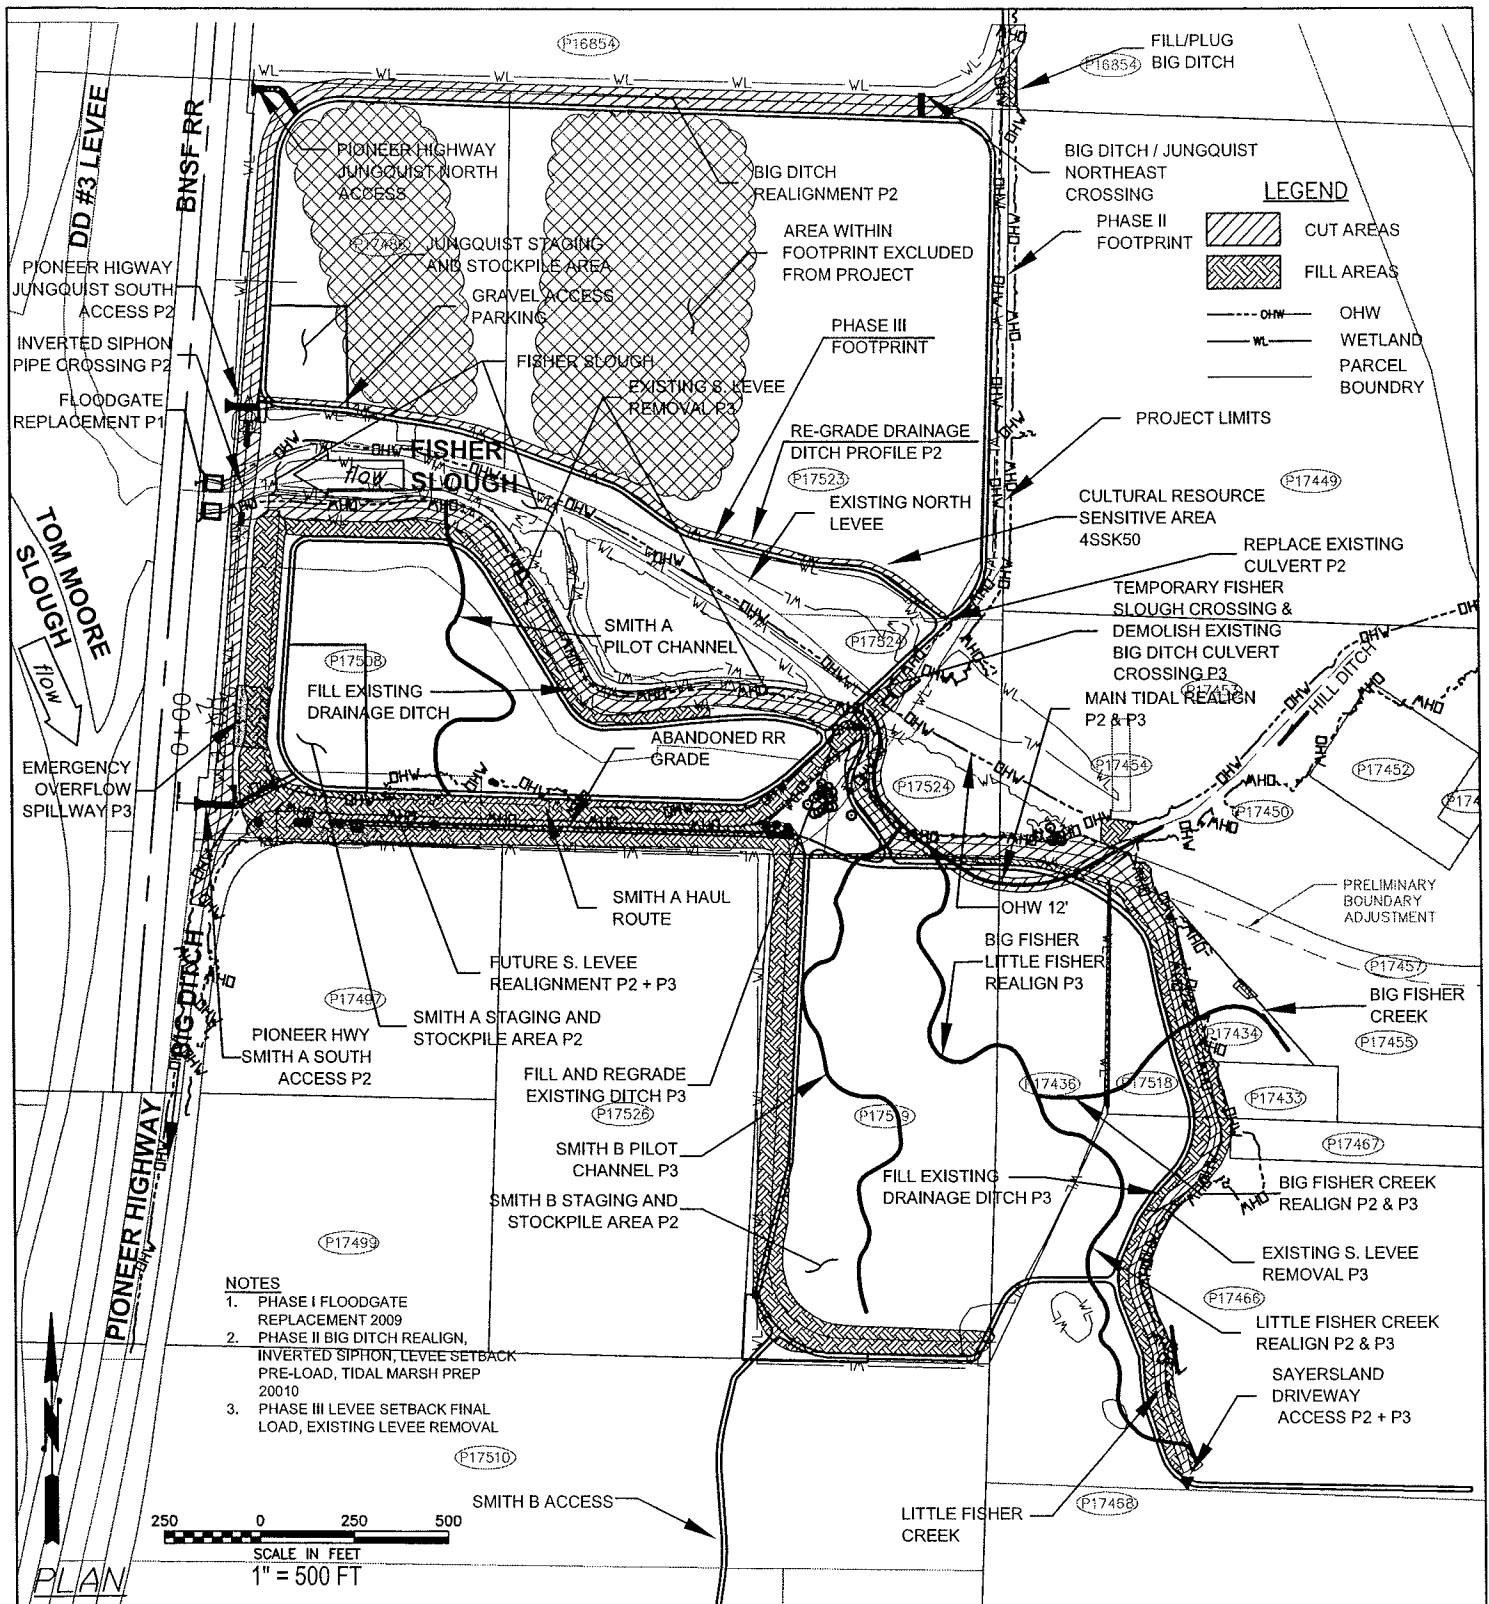 P16854
FILL/PLUG
BIG DITCH
P16854
DD #3 LEVEE
BNSF RR
PIONEER HIGHWAY
JUNGQUIST NORTH
ACCESS
BIG DITCH
REALIGNMENT P2
BIG DITCH / JUNGQUIST
NORTHEAST
CROSSING
LEGEND
CUT AREAS
FILL AREAS
OHW
OHW
WL
WETLAND
PARCEL
BOUNDRY
PHASE II
FOOTPRINT
AREA WITHIN
FOOTPRINT EXCLUDED
FROM PROJECT
JUNGQUIST STAGING
AND STOCKPILE AREA
GRAVEL ACCESS
PARKING
PIONEER HIGWAY
JUNGQUIST SOUTH
ACCESS P2
INVERTED SIPHON
PIPE CROSSING P2
FLOODGATE
REPLACEMENT P1
PHASE III
FOOTPRINT
FISHER SLOUGH
EXISTING S. LEVEE
REMOVAL P3
PROJECT LIMITS
RE-GRADE DRAINAGE
DITCH PROFILE P2
FISHER
SLOUGH
flow
P17523
P17449
EXISTING NORTH
LEVEE
CULTURAL RESOURCE
SENSITIVE AREA
4SSK50
REPLACE EXISTING
CULVERT P2
TOM MOORE
SLOUGH
flow
TEMPORARY FISHER
SLOUGH CROSSING &
DEMOLISH EXISTING
BIG DITCH CULVERT
CROSSING P3
SMITH A
PILOT CHANNEL
P17524
P17508
FILL EXISTING
DRAINAGE DITCH
MAIN TIDAL REALIGN
P2 & P3
HILL DITCH
0+00
ABANDONED RR
GRADE
EMERGENCY
OVERFLOW
SPILLWAY P3
P17454
P17452
P17524
P17450
SMITH A HAUL
ROUTE
OHW 12'
PRELIMINARY
BOUNDARY
ADJUSTMENT
BIG FISHER
LITTLE FISHER
REALIGN P3
FUTURE S. LEVEE
REALIGNMENT P2 + P3
P17457
P17497
BIG FISHER
CREEK
BIG DITCH
SMITH A STAGING AND
STOCKPILE AREA P2
PIONEER HWY
SMITH A SOUTH
ACCESS P2
P17434
P17455
FILL AND REGRADE
EXISTING DITCH P3
P17526
P17436
P17518
P17433
P17467
PIONEER HIGHWAY
SMITH B PILOT
CHANNEL P3
FILL EXISTING
DRAINAGE DITCH P3
BIG FISHER CREEK
REALIGN P2 & P3
SMITH B STAGING AND
STOCKPILE AREA P2
P17499
EXISTING S. LEVEE
REMOVAL P3
P17466
NOTES
1. PHASE I FLOODGATE
REPLACEMENT 2009
2. PHASE II BIG DITCH REALIGN,
INVERTED SIPHON, LEVEE SETBACK
PRE-LOAD, TIDAL MARSH PREP
20010
3. PHASE III LEVEE SETBACK FINAL
LOAD, EXISTING LEVEE REMOVAL
LITTLE FISHER CREEK
REALIGN P2 & P3
SAYERSLAND
DRIVEWAY
ACCESS P2 + P3
P17510
SMITH B ACCESS
LITTLE FISHER
CREEK
P17468
N
250 0 250 500
SCALE IN FEET
1" = 500 FT
PLAN